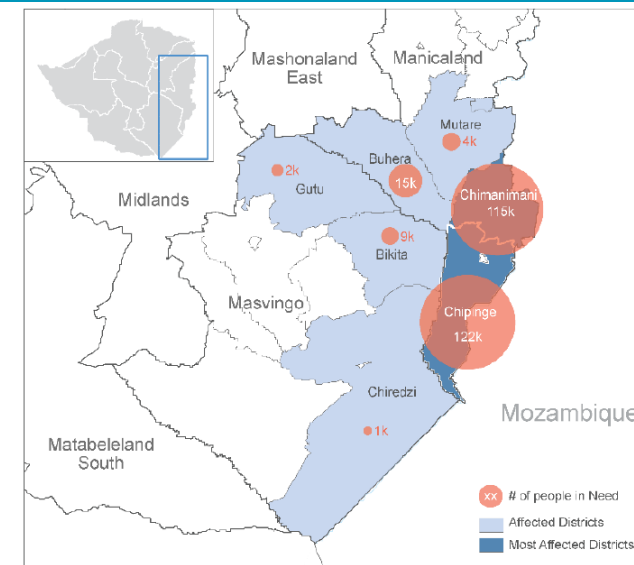 Mashonaland
East
Manicaland
Mutare
4k
Buhera
15k
2k
Gutu
Midlands
Chimanimani
115k
9k
Bikita
Masvingo
Chipinge
122k
Chiredzi
1k
Mozambique
Matabeleland
South
xx # of people in Need
Affected Districts
Most Affected Districts